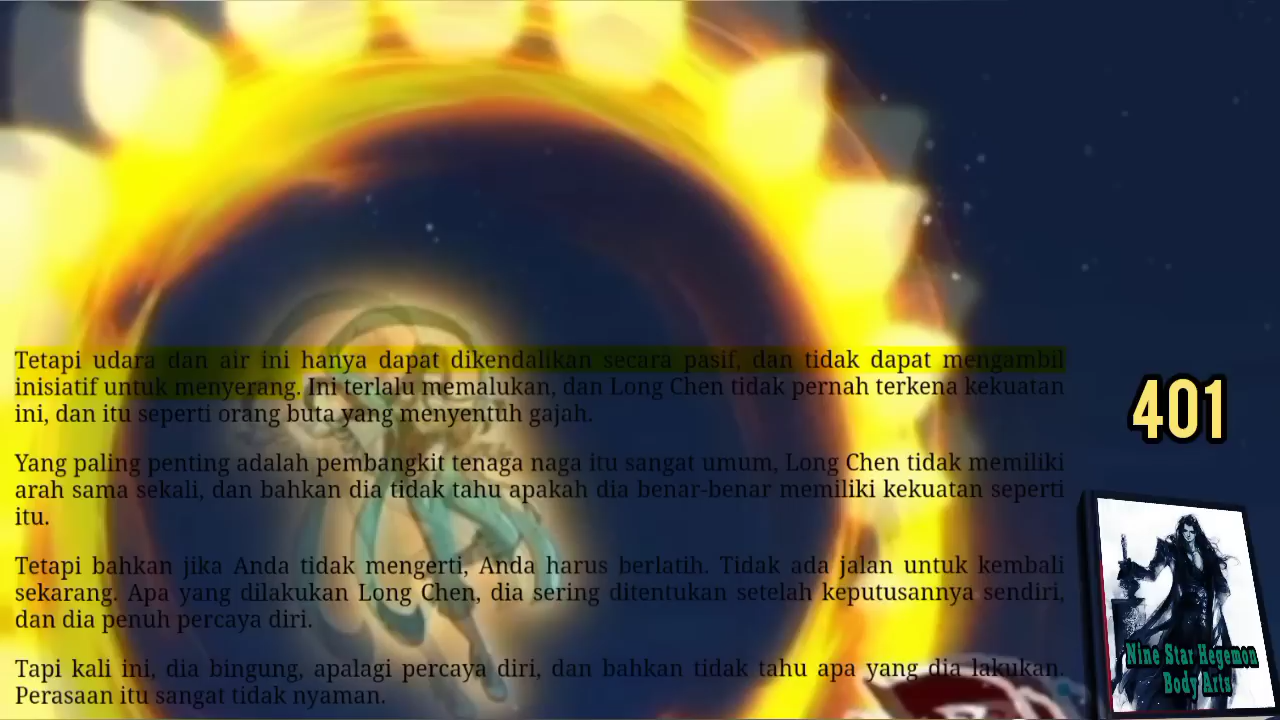 Tetapi udara dan air ini hanya dapat dikendalikan secara pasif, dan tidak dapat mengambil
inisiatif untuk menyerang. Ini terlalu memalukan, dan Long Chen tidak pernah terkena kekuatan
ini, dan itu seperti orang buta yang menyentuh gajah.
Yang paling penting adalah pembangkit tenaga naga itu sangat umum, Long Chen tidak memiliki
arah sama sekali, dan bahkan dia tidak tahu apakah dia benar-benar memiliki kekuatan seperti
itu.
Tetapi bahkan jika Anda tidak mengerti, Anda harus berlatih. Tidak ada jalan untuk kembali
sekarang. Apa yang dilakukan Long Chen, dia sering ditentukan setelah keputusannya sendiri,
dan dia penuh percaya diri.
Tapi kali ini, dia bingung, apalagi percaya diri, dan bahkan tidak tahu apa yang dia lakukan.
Perasaan itu sangat tidak nyaman.
401
Nine Star Hegemon
Body Arts